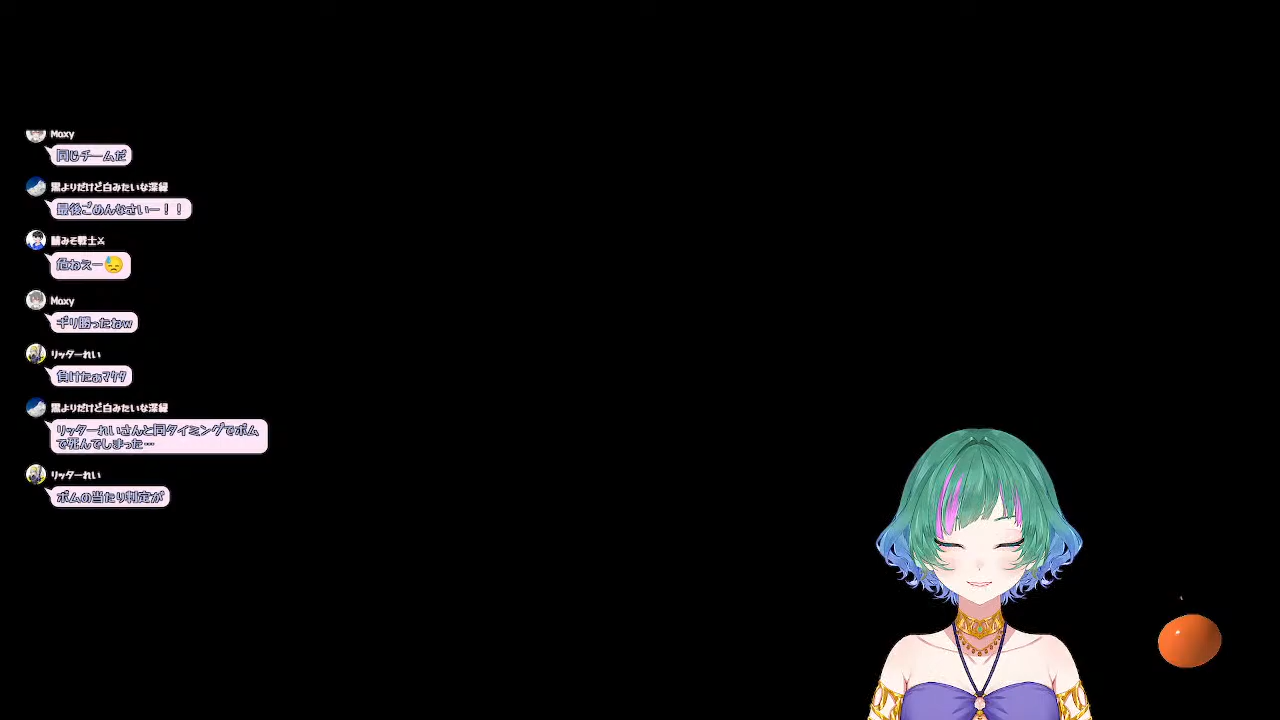 Moxy
同じチームだ
黒よりだけど白みたいな深緑
最後ごめんなさいー！！
鯖みそ戦士⚔
危ねえー😓
Moxy
ギリ勝ったねw
リッターれい
負けたぁマケタ
黒よりだけど白みたいな深緑
リッターれいさんと同タイミングでボム
で死んでしまった…
リッターれい
ボムの当たり判定が